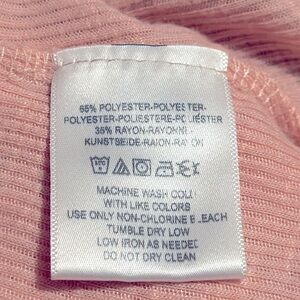 65% POLYESTER-POLYESTER-
POLYESTER-POLIESTERE-POLIESTER
35% RAYON-RAYONNE-
KUNSTSEIDE-RAION-RAYON
MACHINE WASH COLD
WITH LIKE COLORS
USE ONLY NON-CHLORINE BLEACH
TUMBLE DRY LOW
LOW IRON AS NEEDED
DO NOT DRY CLEAN